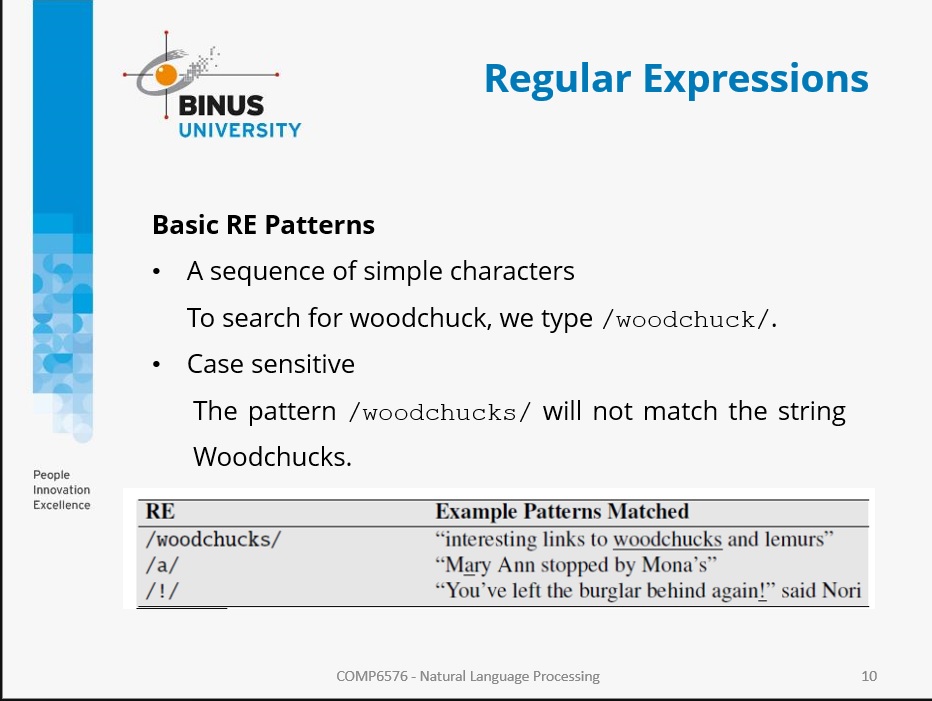 BINUS
UNIVERSITY
Regular Expressions
Basic RE Patterns
• A sequence of simple characters
To search for woodchuck, we type /woodchuck/.
• Case sensitive
The pattern /woodchucks/ will not match the string
Woodchucks.
People
Innovation
Excellence
RE Example Patterns Matched
/woodchucks/ “interesting links to woodchucks and lemurs”
/a/ “Mary Ann stopped by Mona’s”
/!/ “You’ve left the burglar behind again!” said Nori
COMP6576 - Natural Language Processing 10